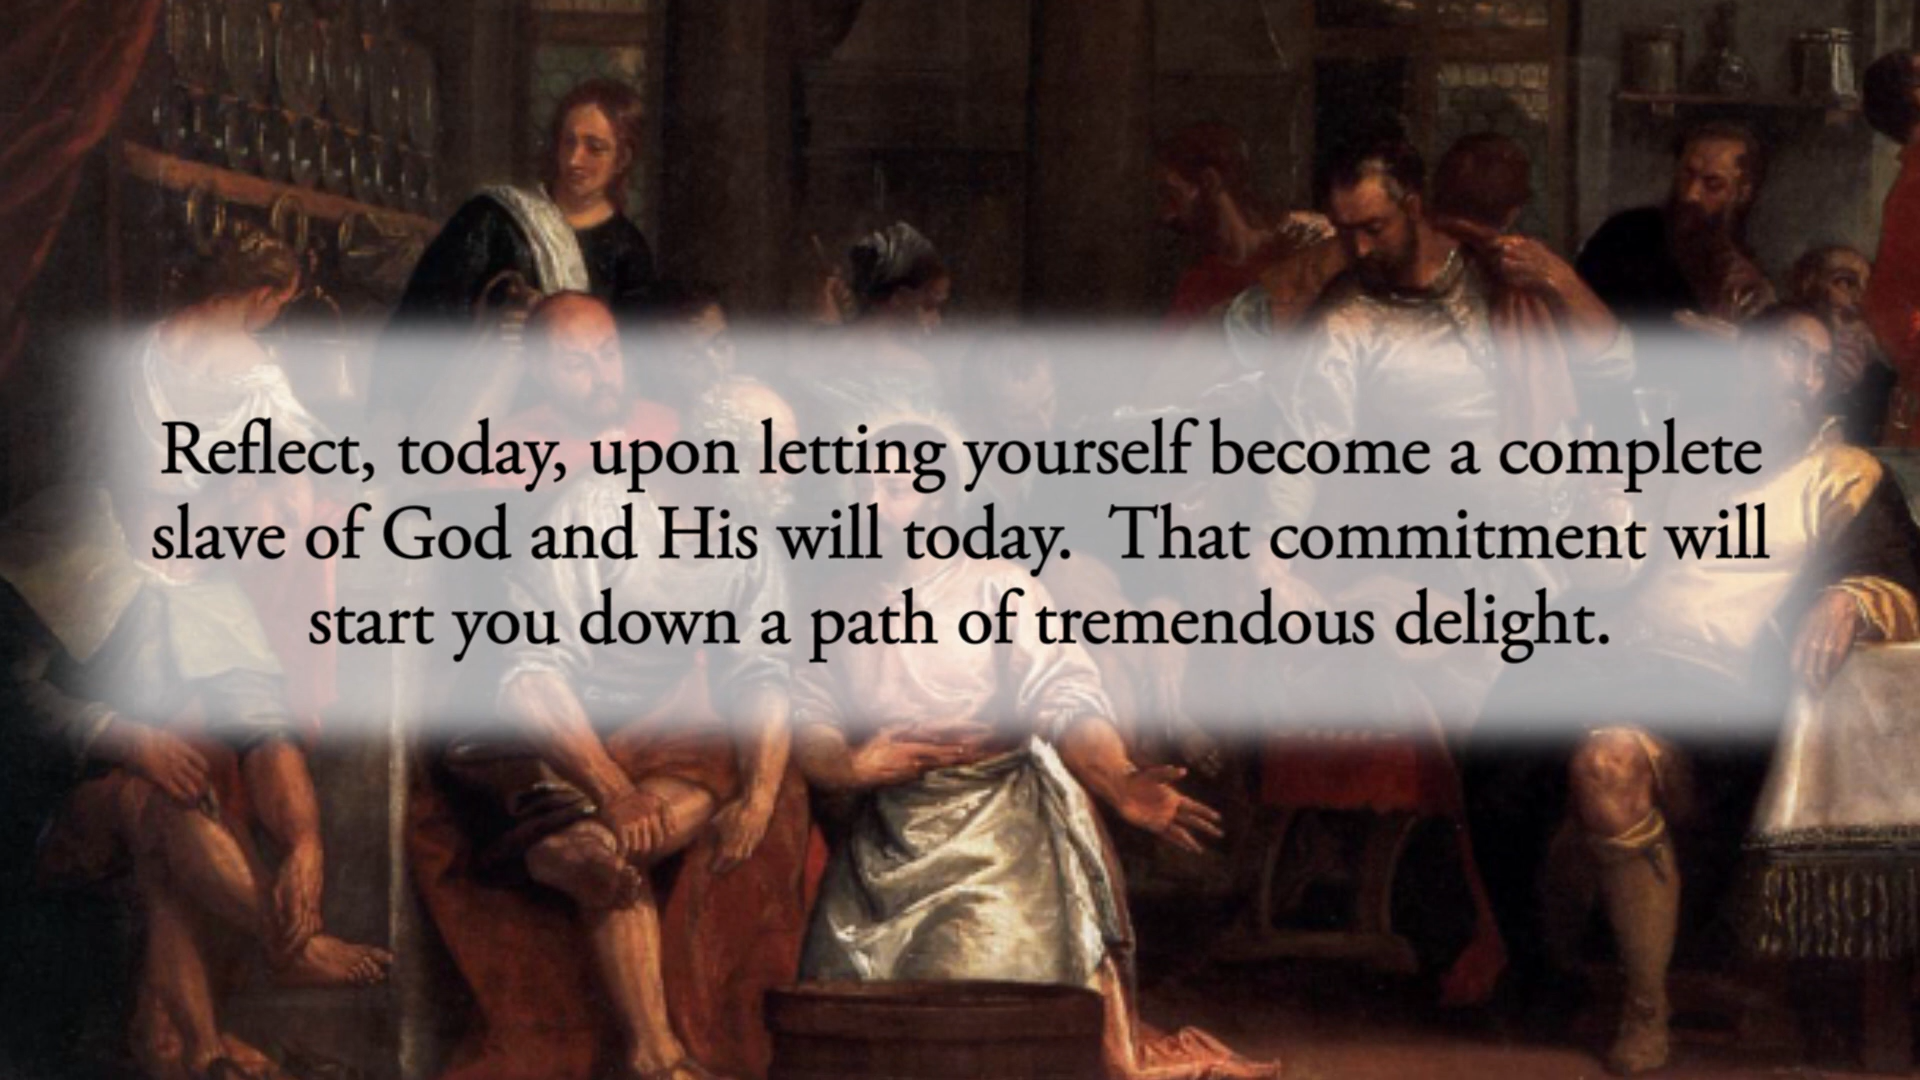 Reflect, today, upon letting yourself become a complete
slave of God and His will today.  That commitment will
start you down a path of tremendous delight.